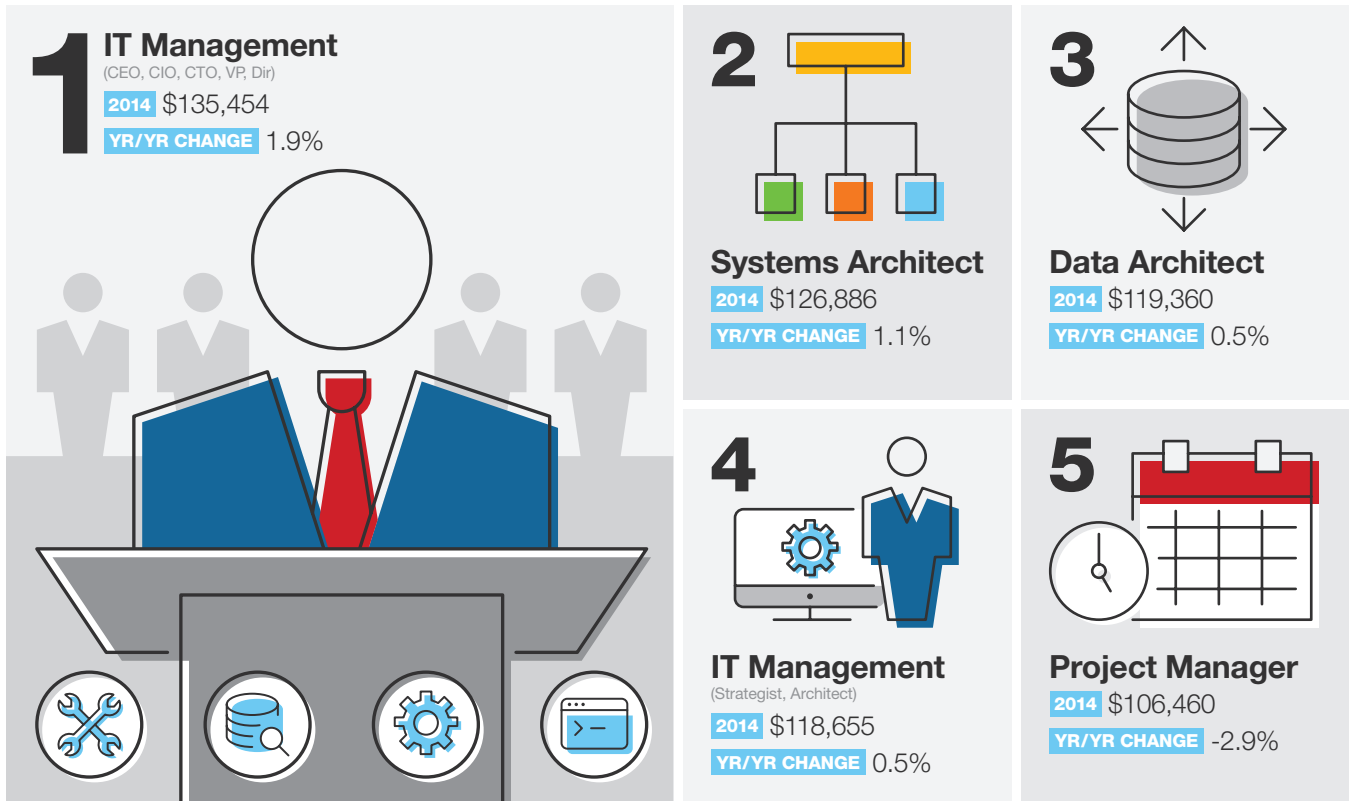 1
IT Management
(CEO, CIO, CTO, VP, Dir)
2014 $135,454
YR/YR CHANGE 1.9%
2
Systems Architect
2014 $126,886
YR/YR CHANGE 1.1%
3
Data Architect
2014 $119,360
YR/YR CHANGE 0.5%
4
IT Management
(Strategist, Architect)
2014 $118,655
YR/YR CHANGE 0.5%
5
Project Manager
2014 $106,460
YR/YR CHANGE -2.9%